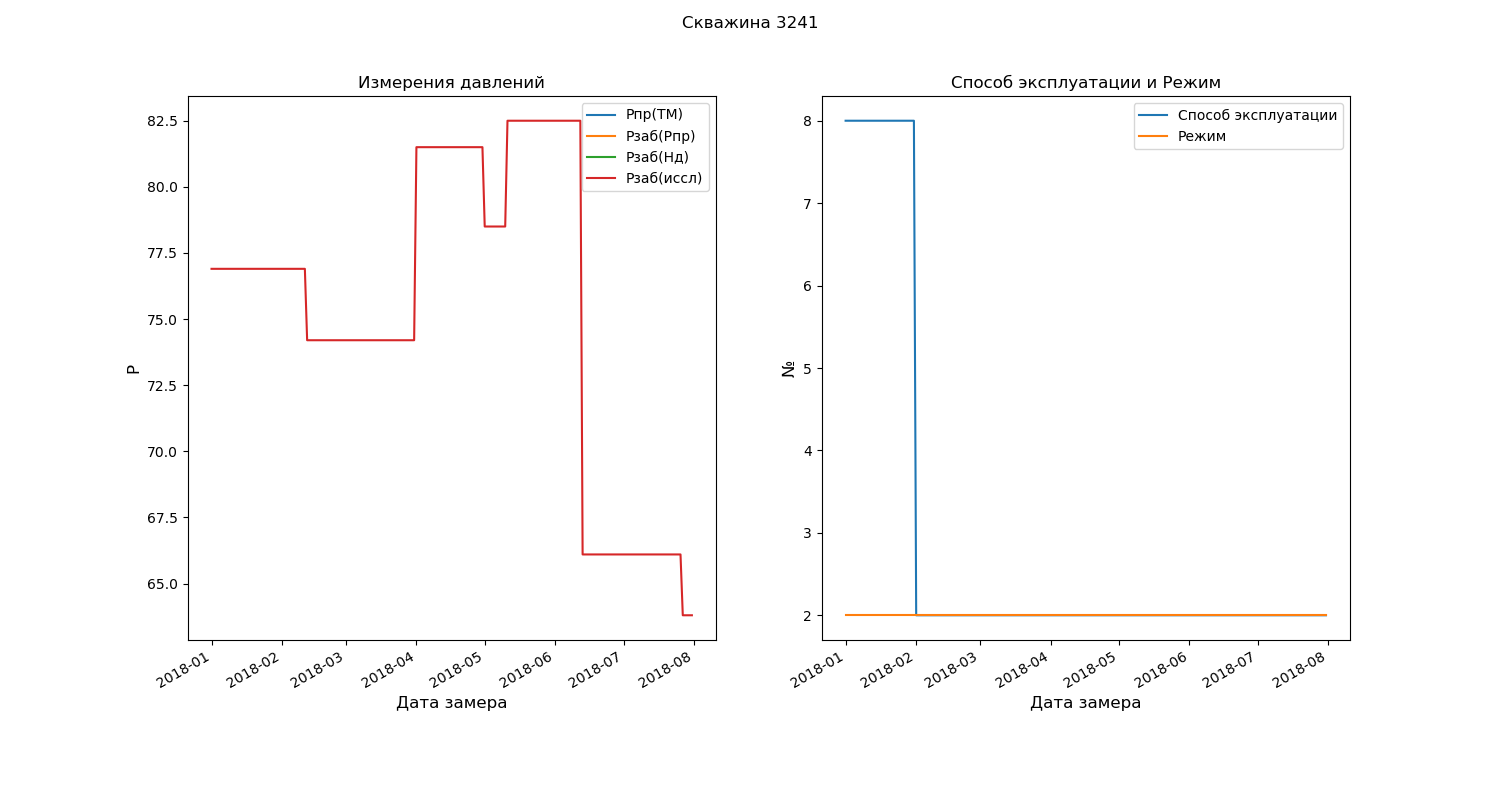 Скважина 3241
Измерения давлений
82.5
80.0
77.5
75.0
72.5
70.0
67.5
65.0
P
Рпр(ТМ)
Рзаб(Рпр)
Рзаб(Нд)
Рзаб(иссл)
2018-01
2018-02
2018-03
2018-04
2018-05
2018-06
2018-07
2018-08
Дата замера
Способ эксплуатации и Режим
8
7
6
5
4
3
2
№
Способ эксплуатации
Режим
2018-01
2018-02
2018-03
2018-04
2018-05
2018-06
2018-07
2018-08
Дата замера